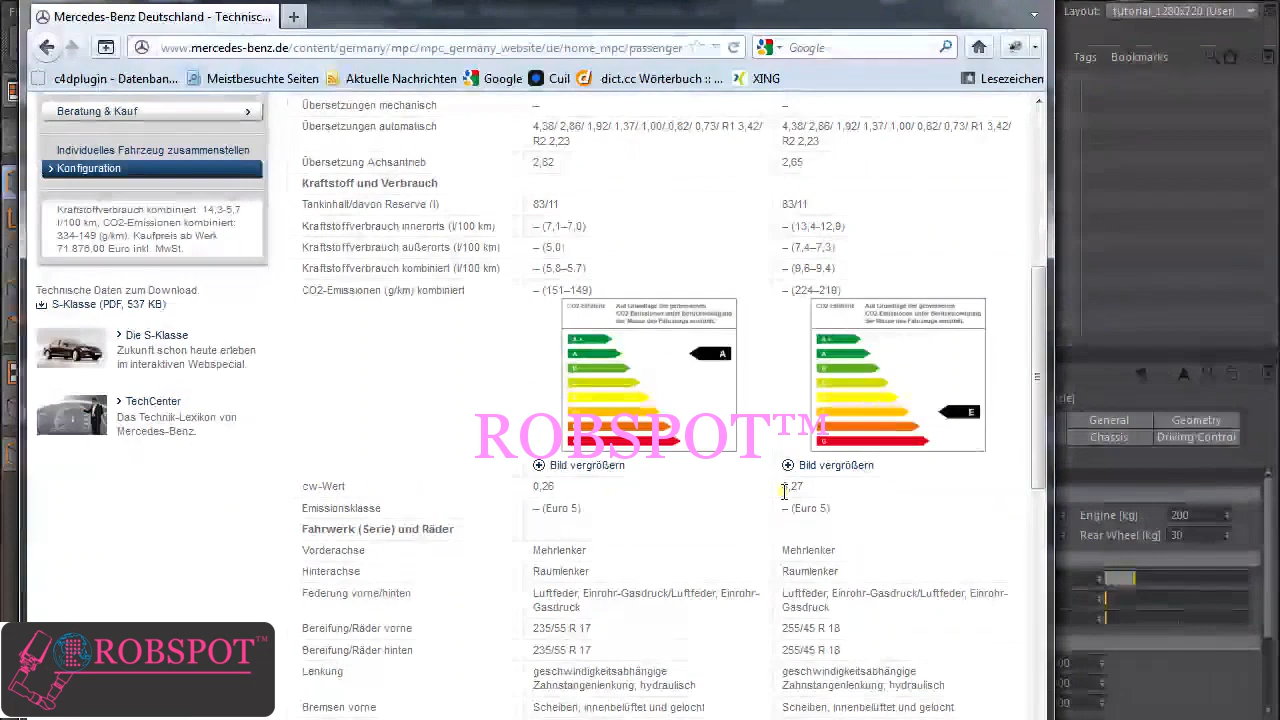 Mercedes-Benz Deutschland - Technisc...
Layout: tutorial_1280x720 (User)
www.mercedes-benz.de/content/germany/mpc/mpc_germany_website/de/home_mpc/passenger
Google
c4dplugin - Datenban...
Meistbesuchte Seiten
Aktuelle Nachrichten
Google
Cuil
dict.cc Wörterbuch :: ...
XING
Lesezeichen
Tags Bookmarks
Beratung & Kauf
Individuelles Fahrzeug zusammenstellen
Konfiguration
Kraftstoffverbrauch kombiniert: 14,3-5,7
l/100 km, CO2-Emissionen kombiniert:
334-149 (g/km). Kaufpreis ab Werk
71.876,00 Euro inkl. MwSt.
Technische Daten zum Download.
S-Klasse (PDF, 537 KB)
Die S-Klasse
Zukunft schon heute erleben
im interaktiven Webspecial.
TechCenter
Das Technik-Lexikon von
Mercedes-Benz.
Übersetzungen mechanisch – –
Übersetzungen automatisch 4,38/ 2,86/ 1,92/ 1,37/ 1,00/ 0,82/ 0,73/ R1 3,42/ 4,38/ 2,86/ 1,92/ 1,37/ 1,00/ 0,82/ 0,73/ R1 3,42/
R2 2,23 R2 2,23
Übersetzung Achsantrieb 2,82 2,65
Kraftstoff und Verbrauch
Tankinhalt/davon Reserve (l) 83/11 83/11
Kraftstoffverbrauch innerorts (l/100 km) – (7,1–7,0) – (13,4–12,9)
Kraftstoffverbrauch außerorts (l/100 km) – (5,0) – (7,4–7,3)
Kraftstoffverbrauch kombiniert (l/100 km) – (5,8–5,7) – (9,6–9,4)
CO2-Emissionen (g/km) kombiniert – (151–149) – (224–219)
A+ A+
A A A
B B
E
G G
ROBSPOT™
Bild vergrößern Bild vergrößern
cw-Wert 0,26 ,27
Emissionsklasse – (Euro 5) – (Euro 5)
Fahrwerk (Serie) und Räder
Vorderachse Mehrlenker Mehrlenker
Hinterachse Raumlenker Raumlenker
Federung vorne/hinten Luftfeder, Einrohr-Gasdruck/Luftfeder, Einrohr- Luftfeder, Einrohr-Gasdruck/Luftfeder, Einrohr-
Gasdruck Gasdruck
Bereifung/Räder vorne 235/55 R 17 255/45 R 18
Bereifung/Räder hinten 235/55 R 17 255/45 R 18
Lenkung geschwindigkeitsabhängige geschwindigkeitsabhängige
Zahnstangenlenkung, hydraulisch Zahnstangenlenkung, hydraulisch
Bremsen vorne Scheiben, innenbelüftet und gelocht Scheiben, innenbelüftet und gelocht
General Geometry
Chassis Driving Control
Engine [kg] 200
Rear Wheel [kg] 30
ROBSPOT™